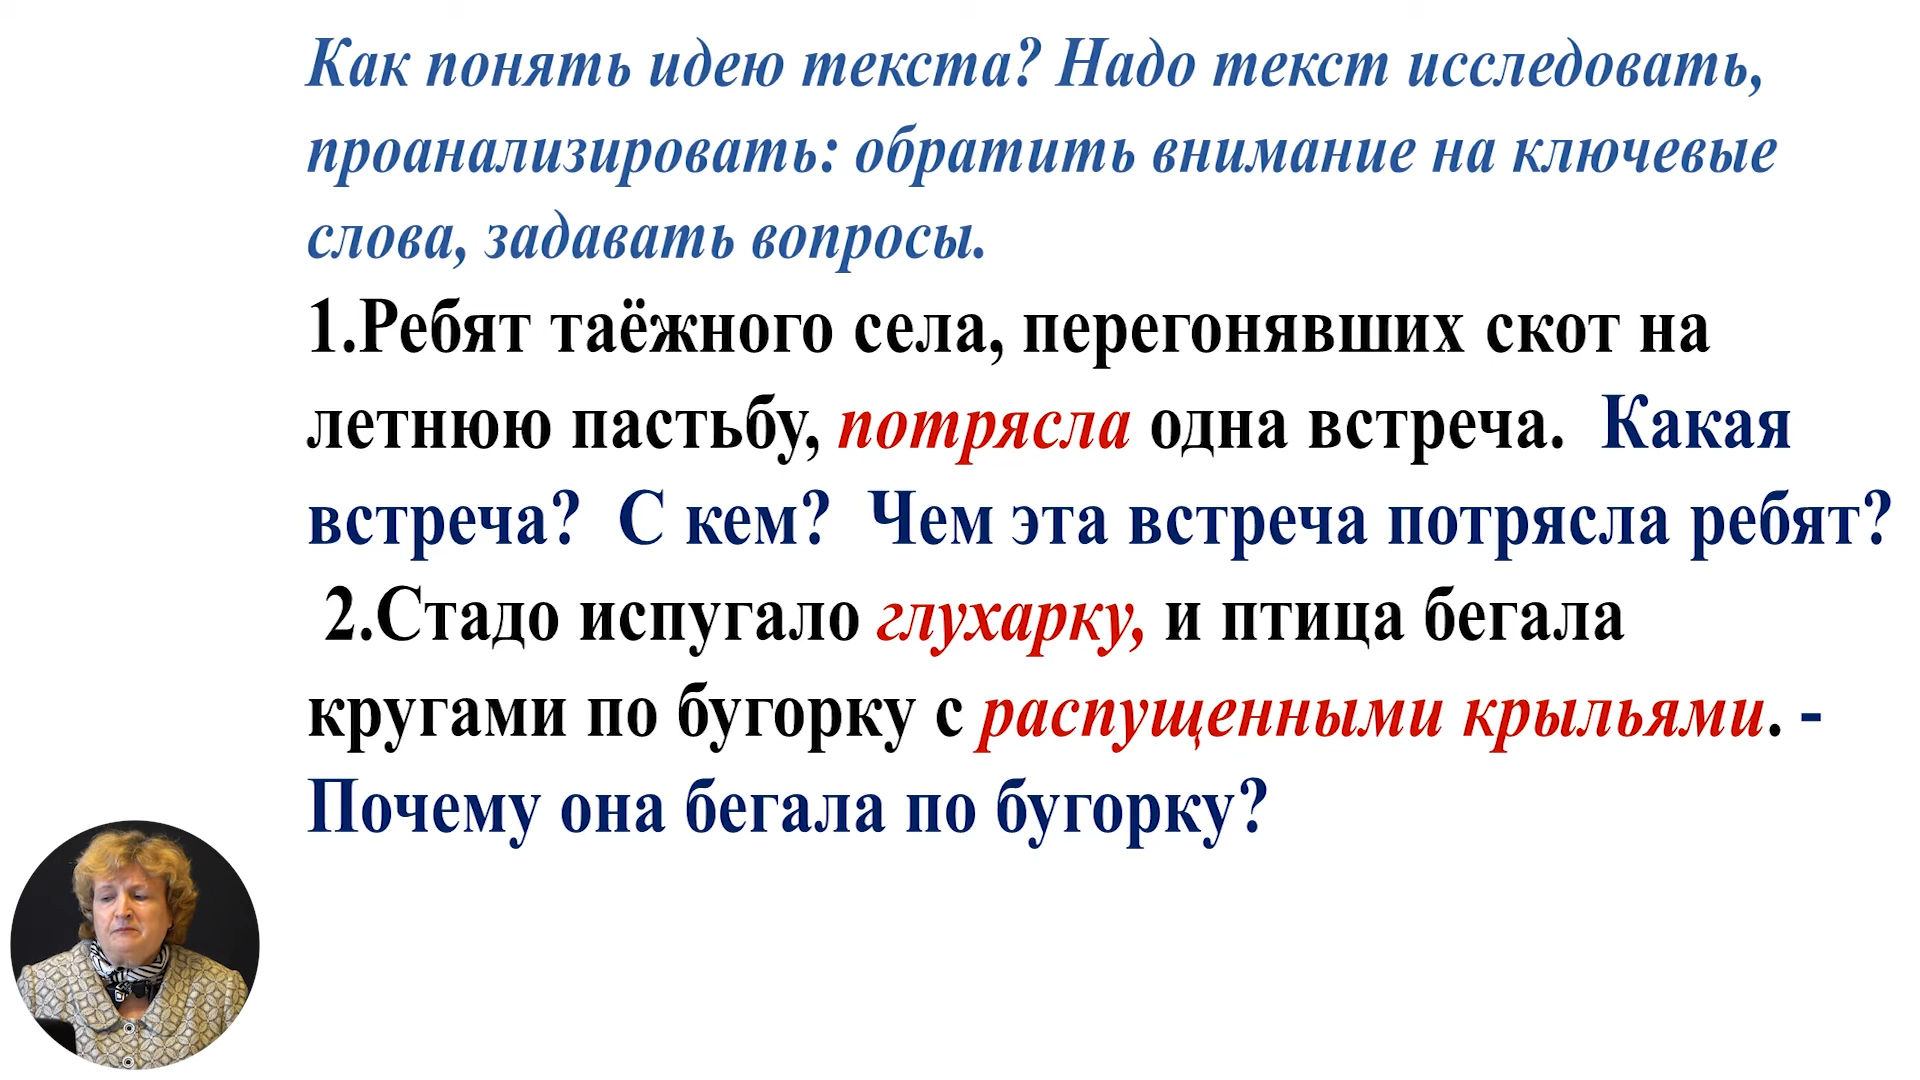 Как понять идею текста? Надо текст исследовать,
проанализировать: обратить внимание на ключевые
слова, задавать вопросы.
1.Ребят таёжного села, перегонявших скот на
летнюю пастьбу, потрясла одна встреча.  Какая
встреча?  С кем?  Чем эта встреча потрясла ребят?
2.Стадо испугало глухарку, и птица бегала
кругами по бугорку с распущенными крыльями. -
Почему она бегала по бугорку?